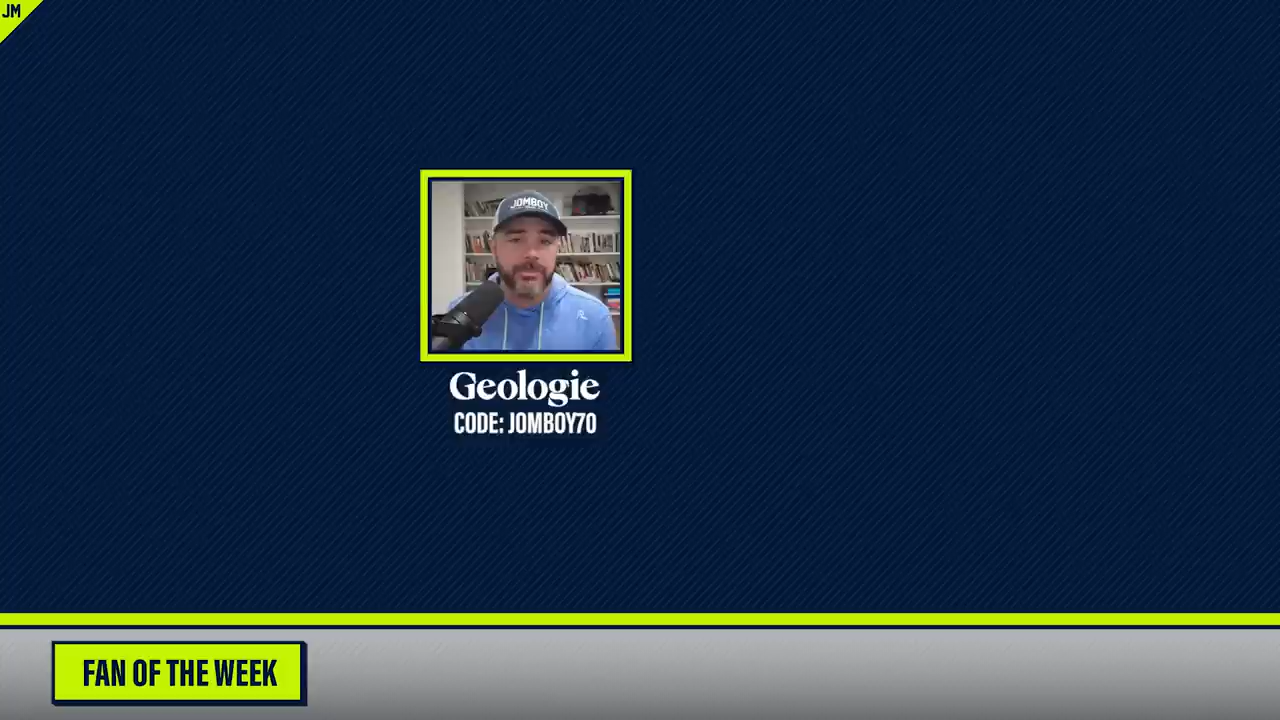 JM
JOMBOY
Geologie
CODE: JOMBOY70
FAN OF THE WEEK